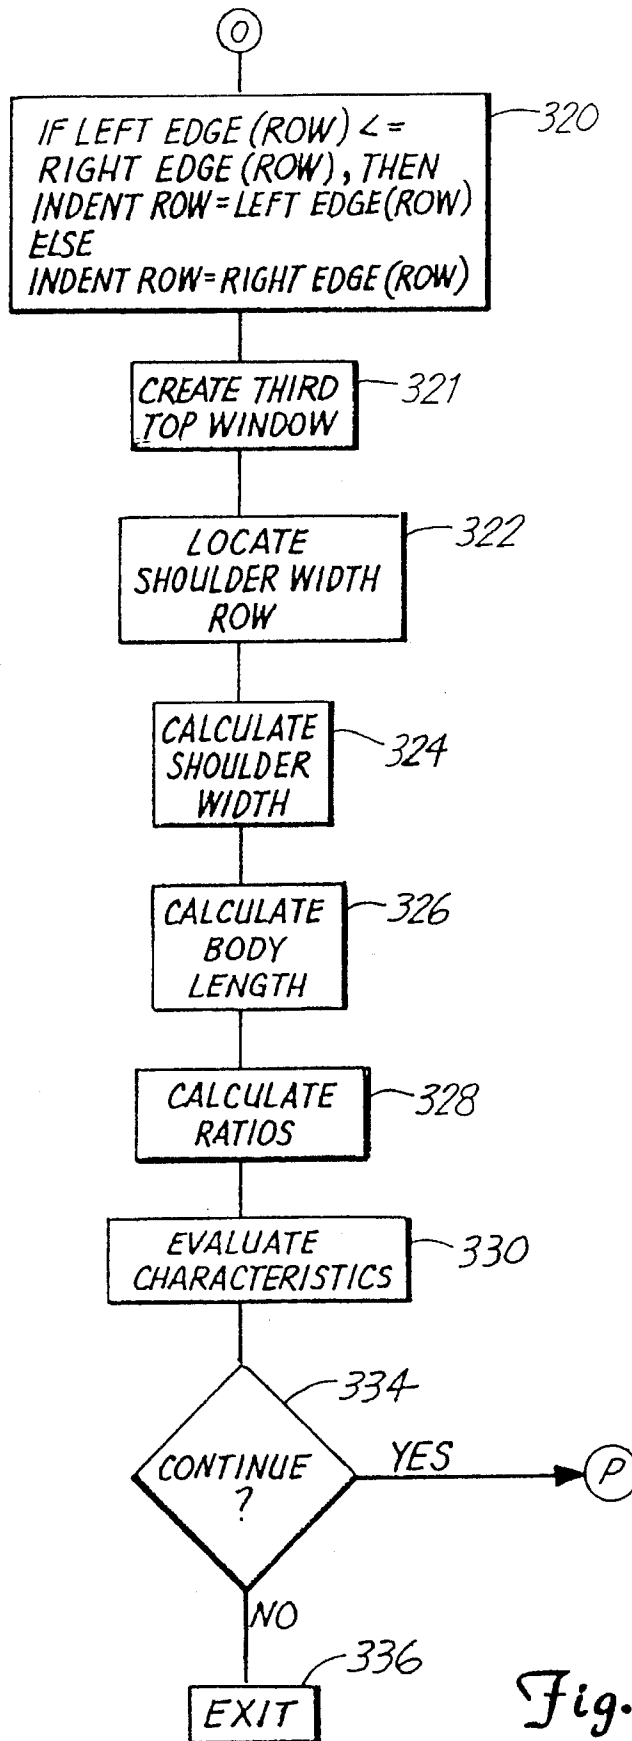 O
IF LEFT EDGE (ROW) <=
RIGHT EDGE (ROW), THEN
INDENT ROW=LEFT EDGE(ROW)
ELSE
INDENT ROW=RIGHT EDGE(ROW)
320
CREATE THIRD
TOP WINDOW
321
LOCATE
SHOULDER WIDTH
ROW
322
CALCULATE
SHOULDER
WIDTH
324
CALCULATE
BODY
LENGTH
326
CALCULATE
RATIOS
328
EVALUATE
CHARACTERISTICS
330
334
CONTINUE
?
YES
P
NO
336
EXIT
Fig.